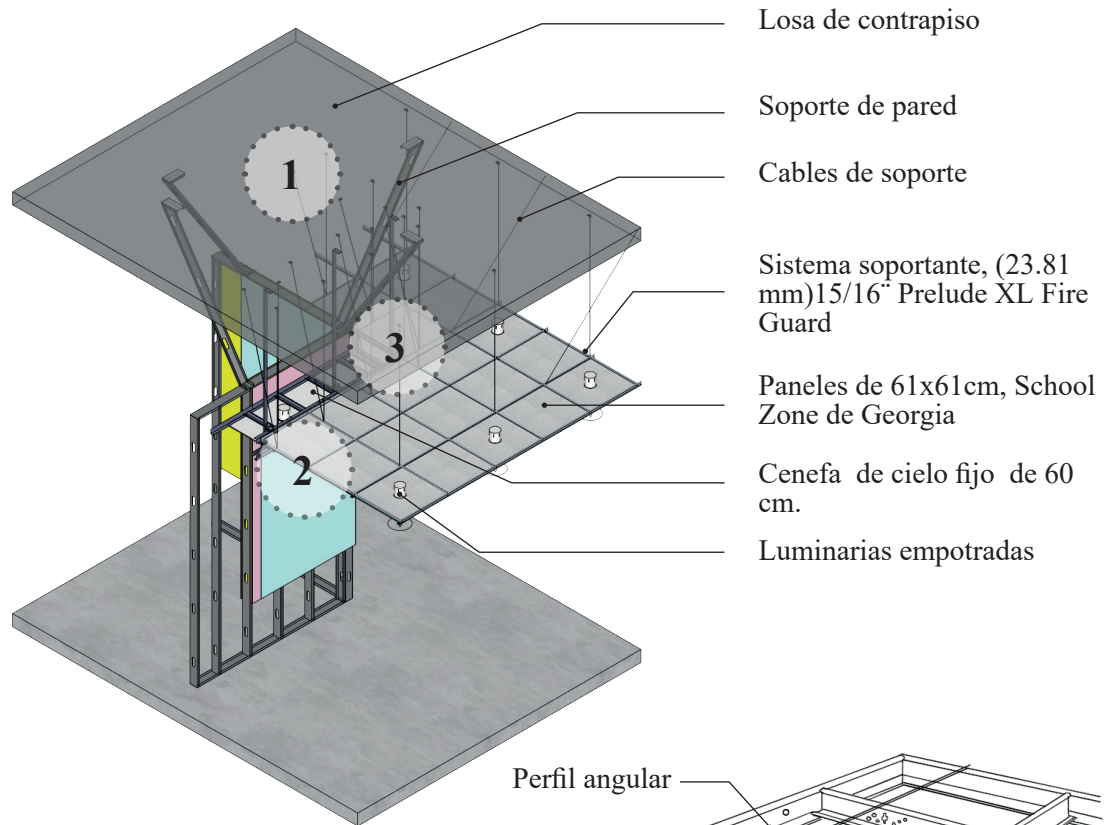 Losa de contrapiso
Soporte de pared
1
Cables de soporte
Sistema soportante, (23.81
mm)15/16¨ Prelude XL Fire
Guard
3
Paneles de 61x61cm, School
Zone de Georgia
2
Cenefa de cielo fijo de 60
cm.
Luminarias empotradas
Perfil angular